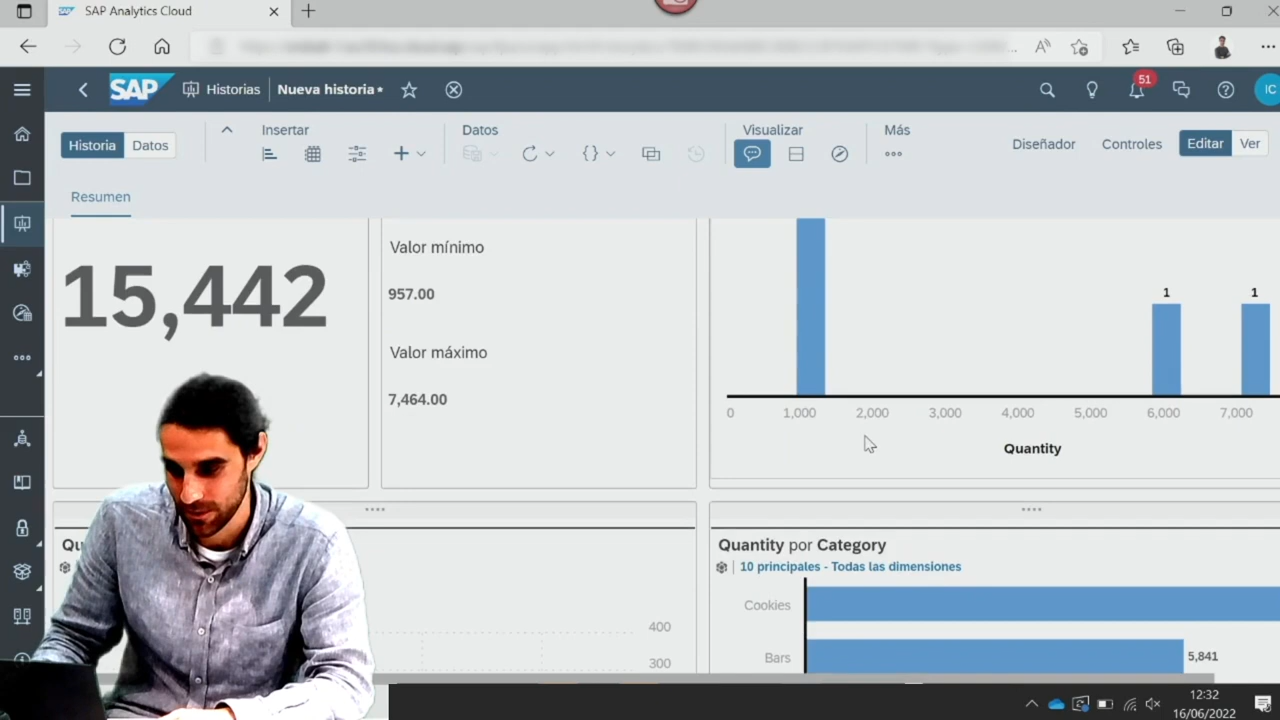 SAP Analytics Cloud
SAP Historias Nueva historia* 51 IC
Historia Datos
Insertar Datos Visualizar Más
Diseñador Controles Editar Ver
Resumen
15,442
Valor mínimo
957.00
Valor máximo
7,464.00
1 1
0 1,000 2,000 3,000 4,000 5,000 6,000 7,000
Quantity
Qu
400
300
Quantity por Category
10 principales - Todas las dimensiones
Cookies
Bars 5,841
12:32
16/06/2022